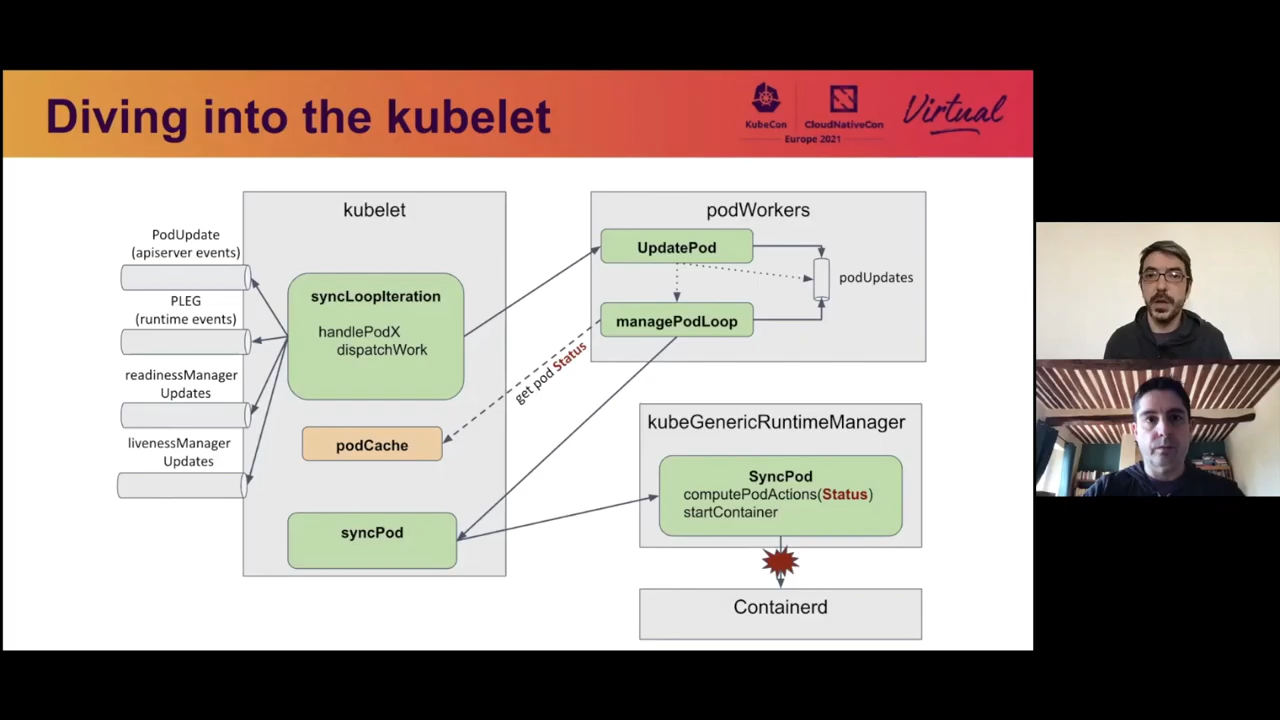 Diving into the kubelet
KubeCon
CloudNativeCon
Europe 2021
Virtual
kubelet
PodUpdate
(apiserver events)
PLEG
(runtime events)
readinessManager
Updates
livenessManager
Updates
syncLoopIteration
handlePodX
dispatchWork
podCache
syncPod
get pod Status
podWorkers
UpdatePod
podUpdates
managePodLoop
kubeGenericRuntimeManager
SyncPod
computePodActions(Status)
startContainer
Containerd